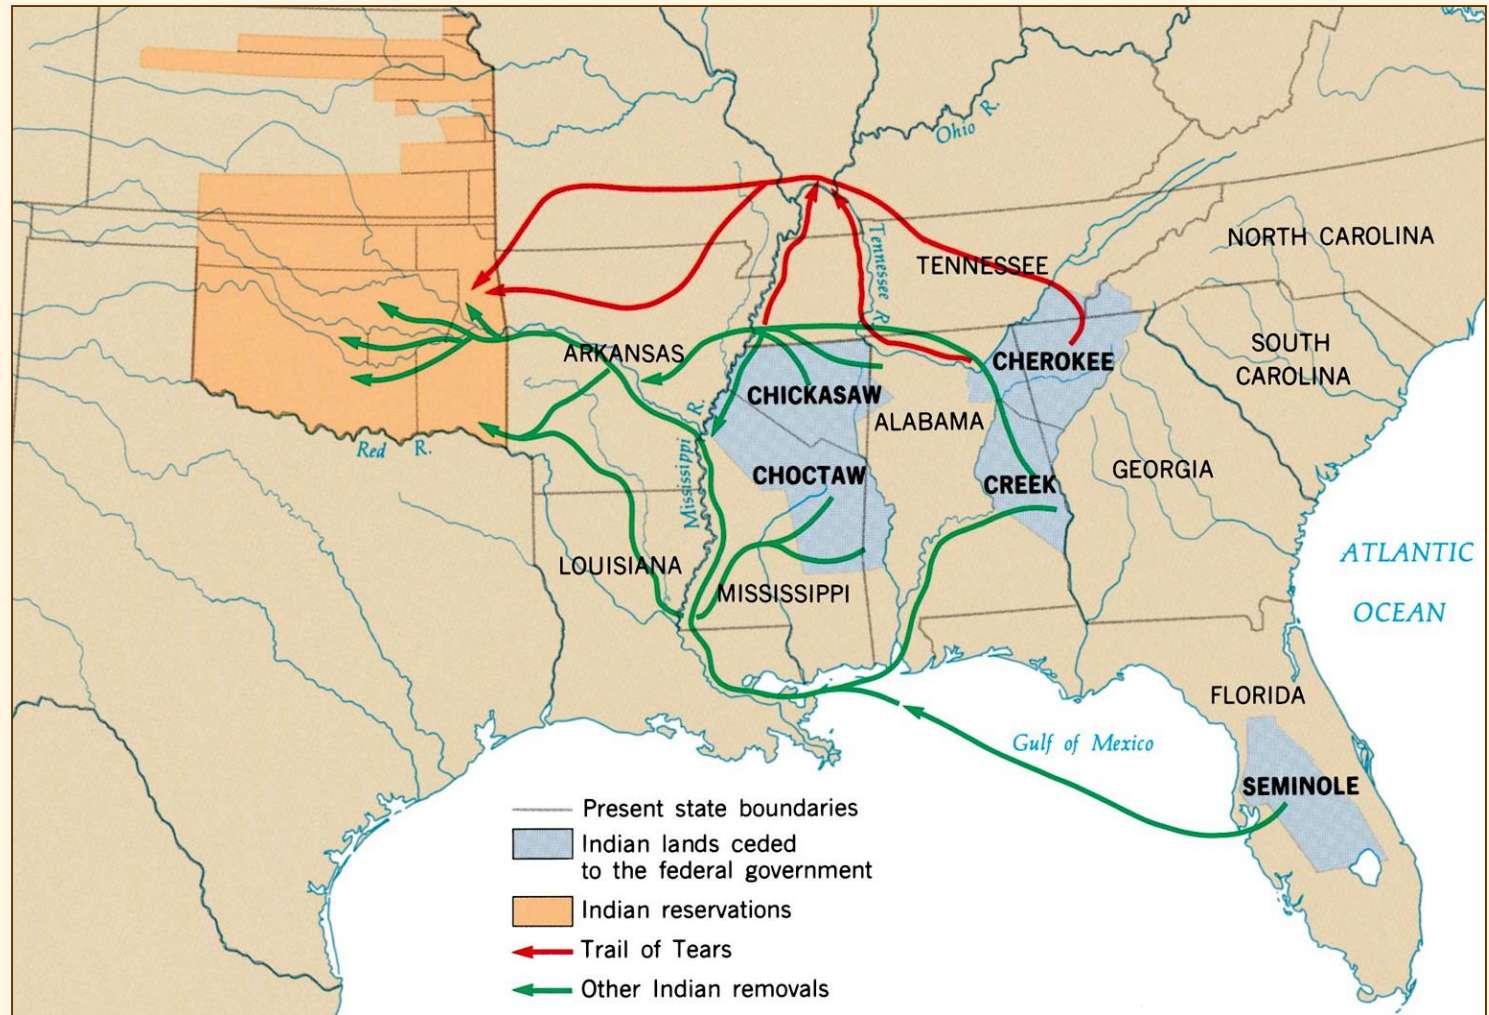 Ohio R.
Tennessee R.
NORTH CAROLINA
TENNESSEE
SOUTH
CAROLINA
ARKANSAS
CHEROKEE
CHICKASAW
ALABAMA
Mississippi R.
Red R.
CHOCTAW
CREEK
GEORGIA
LOUISIANA
MISSISSIPPI
ATLANTIC
OCEAN
FLORIDA
Gulf of Mexico
SEMINOLE
Present state boundaries
Indian lands ceded
to the federal government
Indian reservations
Trail of Tears
Other Indian removals